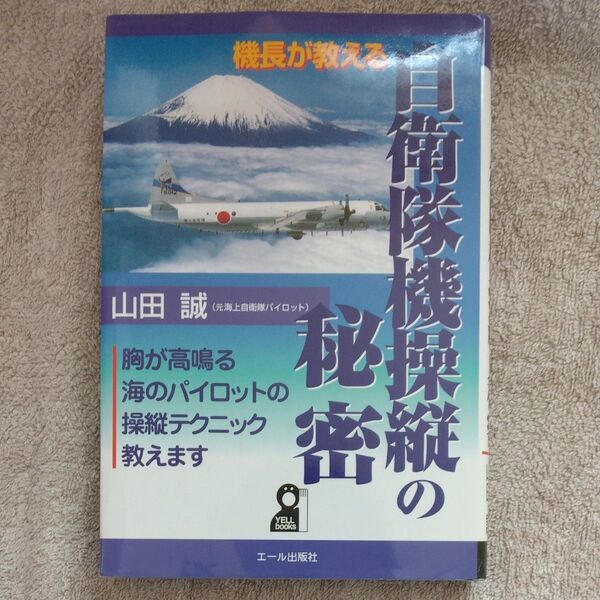 機長が教える
自衛隊機操縦の
秘密
山田 誠(元海上自衛隊パイロット)
胸が高鳴る
海のパイロットの
操縦テクニック
教えます
YELL
books
エール出版社